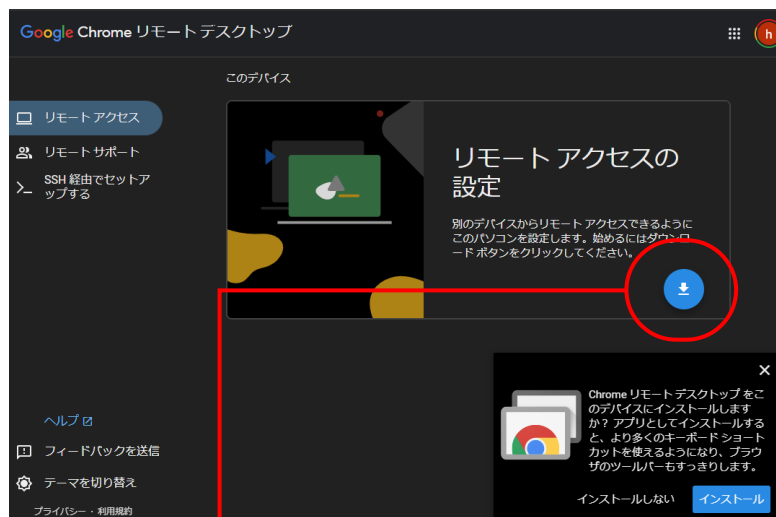 Google Chrome リモート デスクトップ
h
このデバイス
リモート アクセス
リモート サポート
SSH 経由でセットア
ップする
リモート アクセスの
設定
別のデバイスからリモート アクセスできるように
このパソコンを設定します。始めるにはダウンロ
ード ボタンをクリックしてください。
Chrome リモート デスクトップ をこ
のデバイスにインストールします
か？ アプリとしてインストールする
と、より多くのキーボード ショート
カットを使えるようになり、ブラウ
ザのツールバーもすっきりします。
インストールしない
インストール
ヘルプ
フィードバックを送信
テーマを切り替え
プライバシー・利用規約